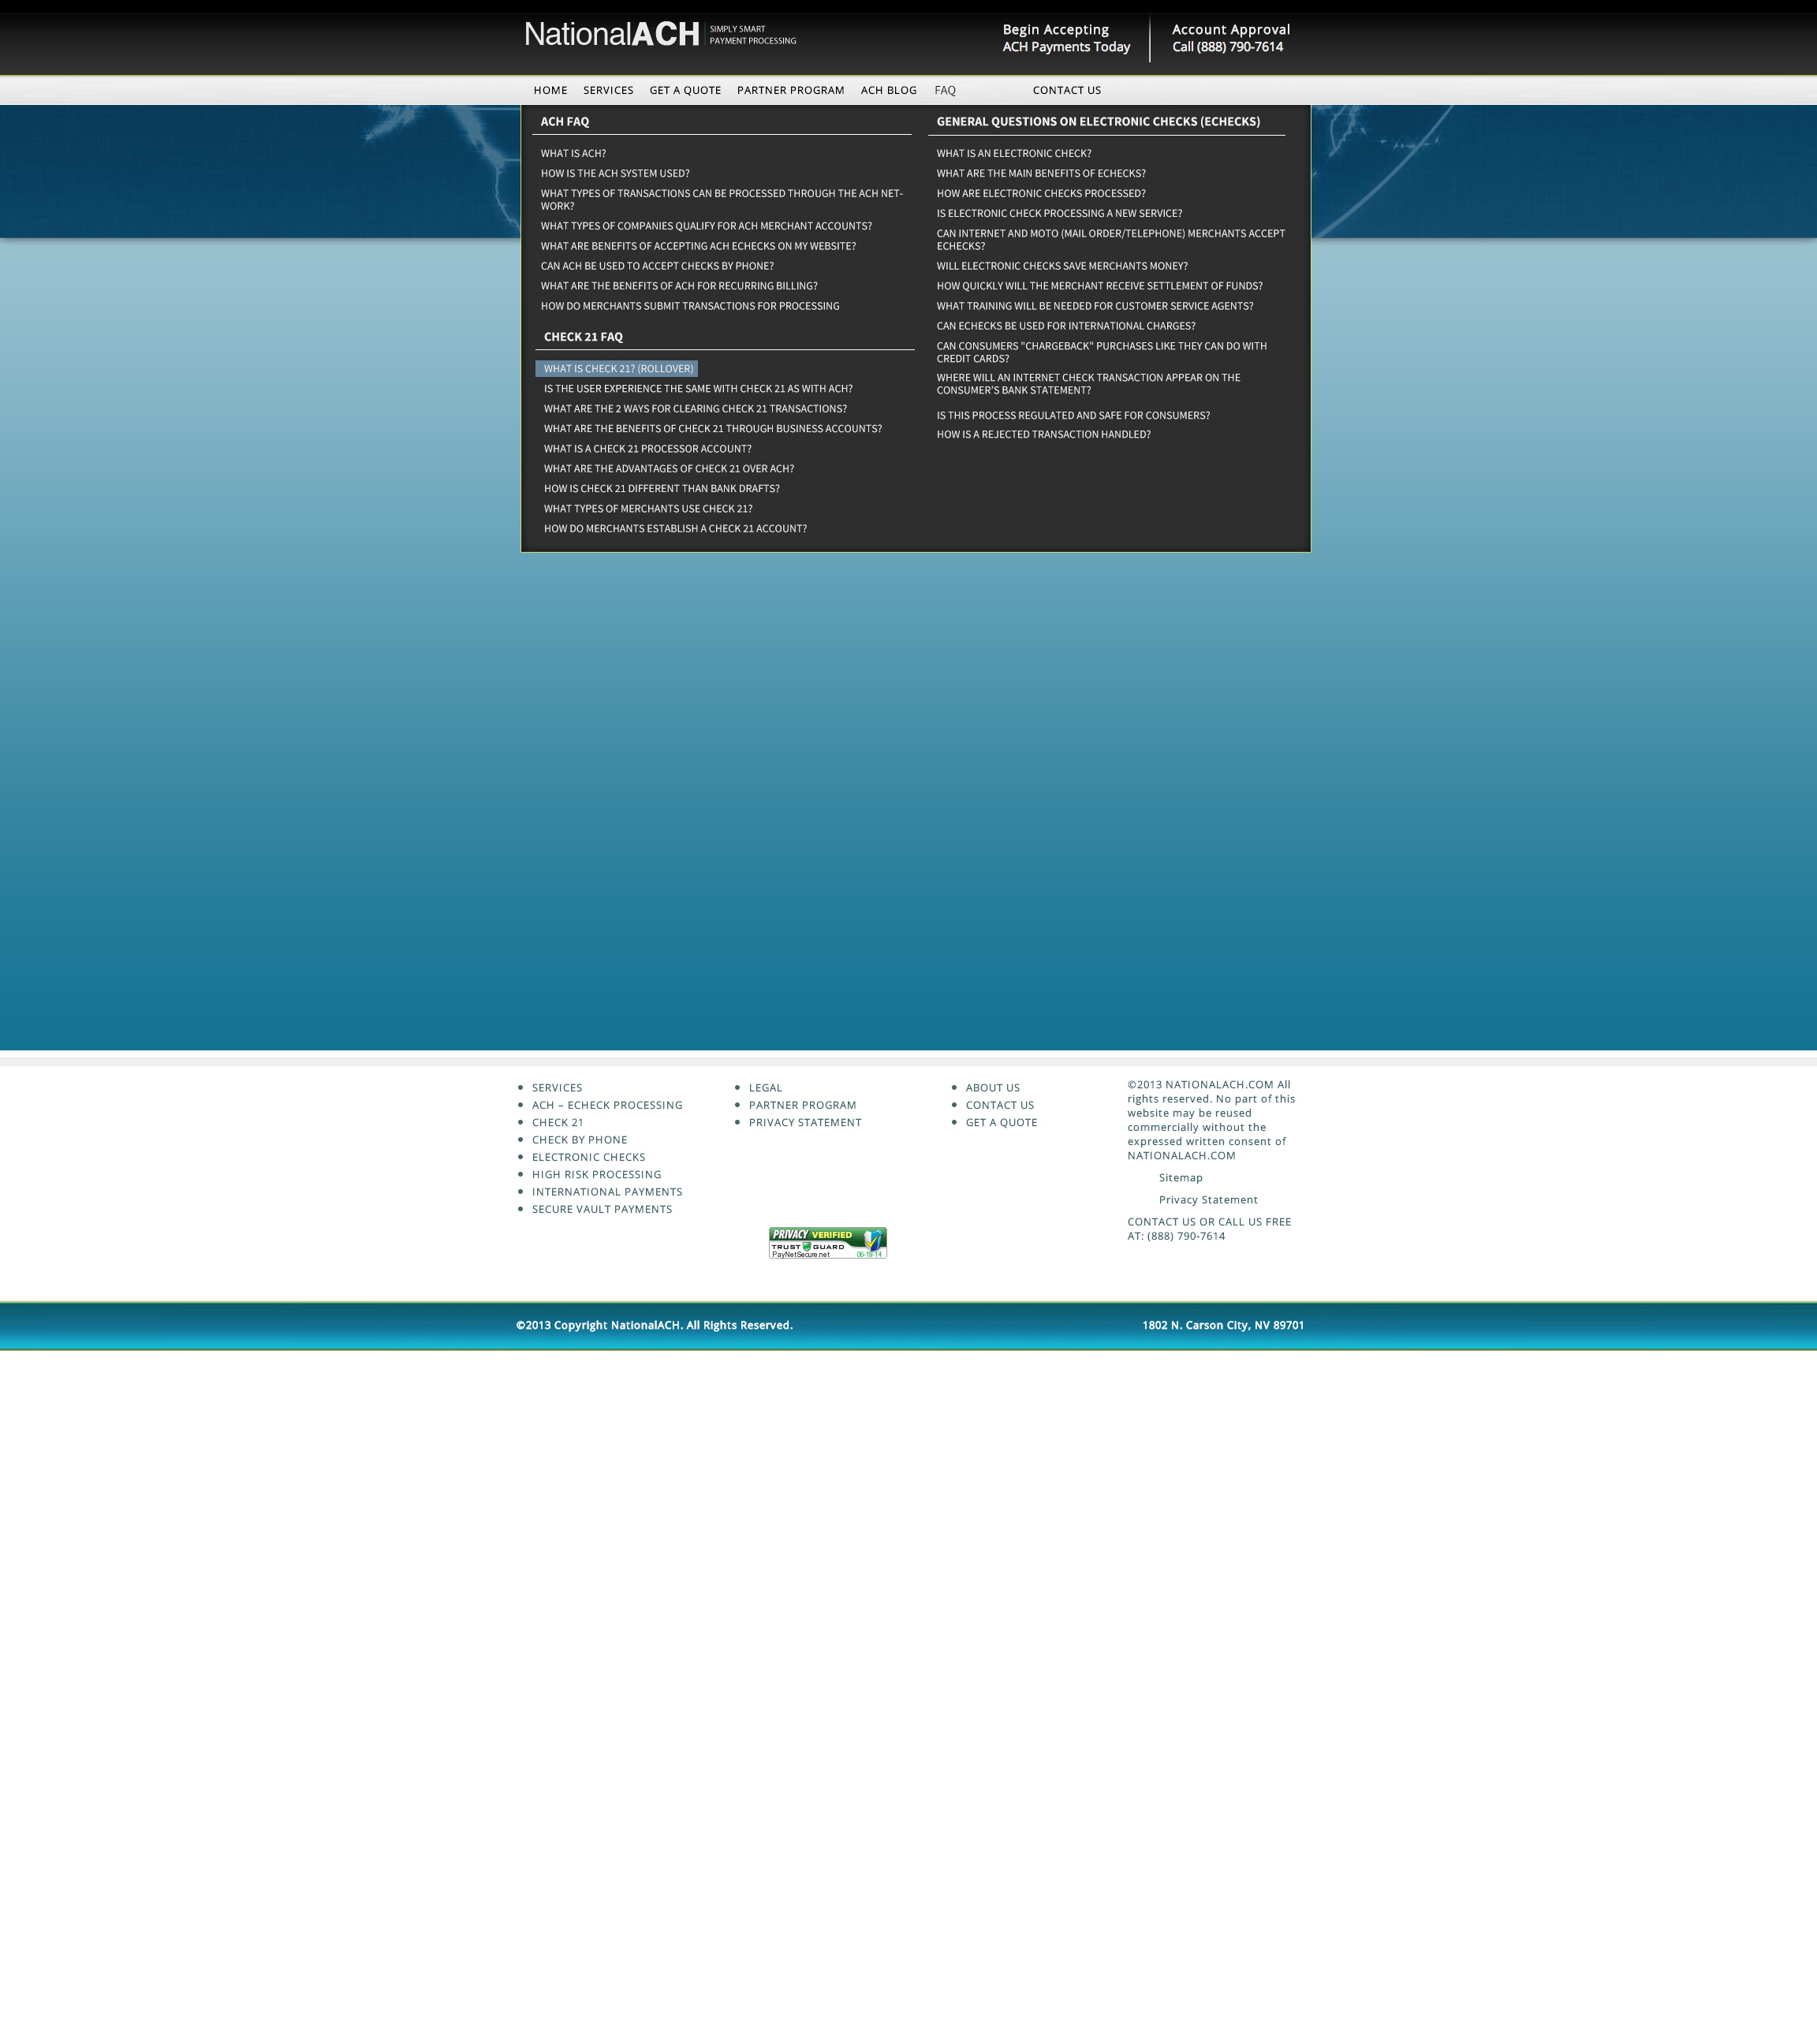 NationalACH
SIMPLY SMART
PAYMENT PROCESSING
Begin Accepting
ACH Payments Today
Account Approval
Call (888) 790-7614
HOME SERVICES GET A QUOTE PARTNER PROGRAM ACH BLOG FAQ CONTACT US
ACH FAQ
WHAT IS ACH?
HOW IS THE ACH SYSTEM USED?
WHAT TYPES OF TRANSACTIONS CAN BE PROCESSED THROUGH THE ACH NET-
WORK?
WHAT TYPES OF COMPANIES QUALIFY FOR ACH MERCHANT ACCOUNTS?
WHAT ARE BENEFITS OF ACCEPTING ACH ECHECKS ON MY WEBSITE?
CAN ACH BE USED TO ACCEPT CHECKS BY PHONE?
WHAT ARE THE BENEFITS OF ACH FOR RECURRING BILLING?
HOW DO MERCHANTS SUBMIT TRANSACTIONS FOR PROCESSING
CHECK 21 FAQ
WHAT IS CHECK 21? (ROLLOVER)
IS THE USER EXPERIENCE THE SAME WITH CHECK 21 AS WITH ACH?
WHAT ARE THE 2 WAYS FOR CLEARING CHECK 21 TRANSACTIONS?
WHAT ARE THE BENEFITS OF CHECK 21 THROUGH BUSINESS ACCOUNTS?
WHAT IS A CHECK 21 PROCESSOR ACCOUNT?
WHAT ARE THE ADVANTAGES OF CHECK 21 OVER ACH?
HOW IS CHECK 21 DIFFERENT THAN BANK DRAFTS?
WHAT TYPES OF MERCHANTS USE CHECK 21?
HOW DO MERCHANTS ESTABLISH A CHECK 21 ACCOUNT?
GENERAL QUESTIONS ON ELECTRONIC CHECKS (ECHECKS)
WHAT IS AN ELECTRONIC CHECK?
WHAT ARE THE MAIN BENEFITS OF ECHECKS?
HOW ARE ELECTRONIC CHECKS PROCESSED?
IS ELECTRONIC CHECK PROCESSING A NEW SERVICE?
CAN INTERNET AND MOTO (MAIL ORDER/TELEPHONE) MERCHANTS ACCEPT
ECHECKS?
WILL ELECTRONIC CHECKS SAVE MERCHANTS MONEY?
HOW QUICKLY WILL THE MERCHANT RECEIVE SETTLEMENT OF FUNDS?
WHAT TRAINING WILL BE NEEDED FOR CUSTOMER SERVICE AGENTS?
CAN ECHECKS BE USED FOR INTERNATIONAL CHARGES?
CAN CONSUMERS "CHARGEBACK" PURCHASES LIKE THEY CAN DO WITH
CREDIT CARDS?
WHERE WILL AN INTERNET CHECK TRANSACTION APPEAR ON THE
CONSUMER'S BANK STATEMENT?
IS THIS PROCESS REGULATED AND SAFE FOR CONSUMERS?
HOW IS A REJECTED TRANSACTION HANDLED?
SERVICES
ACH – ECHECK PROCESSING
CHECK 21
CHECK BY PHONE
ELECTRONIC CHECKS
HIGH RISK PROCESSING
INTERNATIONAL PAYMENTS
SECURE VAULT PAYMENTS
LEGAL
PARTNER PROGRAM
PRIVACY STATEMENT
PRIVACY VERIFIED
TRUST GUARD
PayNetSecure.net 06-19-14
ABOUT US
CONTACT US
GET A QUOTE
©2013 NATIONALACH.COM All
rights reserved. No part of this
website may be reused
commercially without the
expressed written consent of
NATIONALACH.COM
Sitemap
Privacy Statement
CONTACT US OR CALL US FREE
AT: (888) 790-7614
©2013 Copyright NationalACH. All Rights Reserved.
1802 N. Carson City, NV 89701